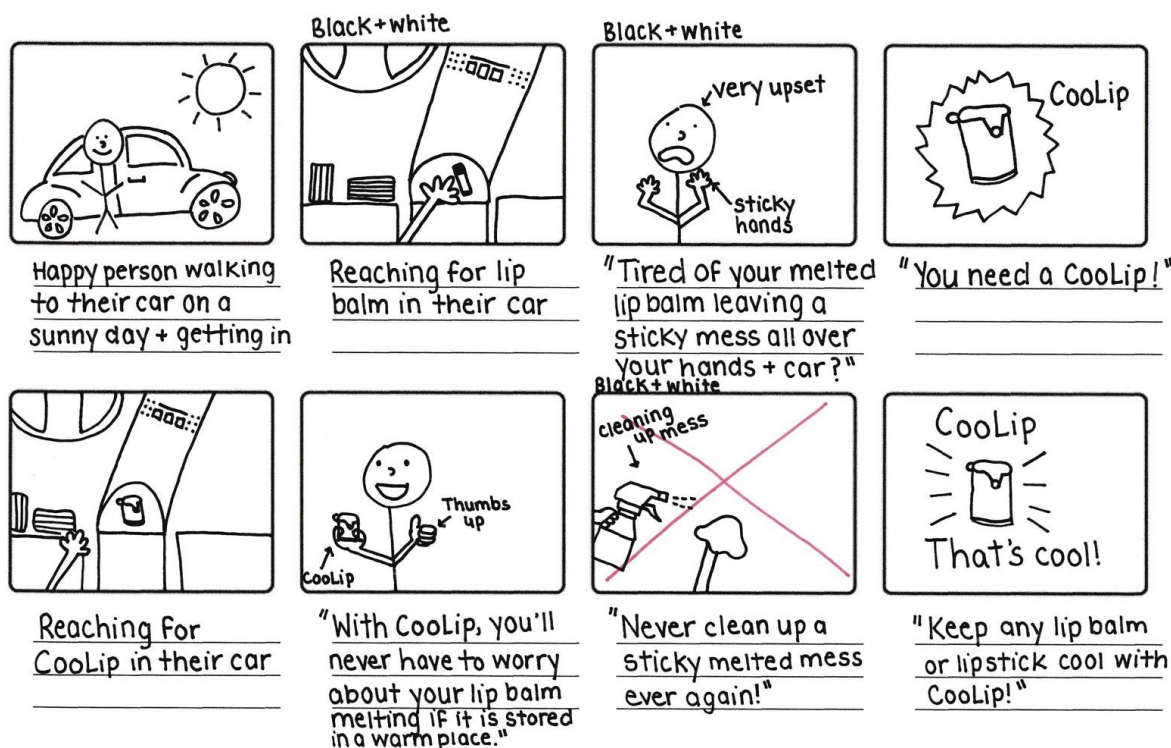 Black + white
Black + white
CooLip
very upset
sticky
hands
Happy person walking
to their car on a
sunny day + getting in
Reaching for lip
balm in their car
"Tired of your melted
lip balm leaving a
sticky mess all over
your hands + car?"
"You need a CooLip!"
Black + white
cleaning
up mess
Thumbs
up
CooLip
CooLip
That's cool!
Reaching for
CooLip in their car
"With CooLip, you'll
never have to worry
about your lip balm
melting if it is stored
in a warm place."
"Never clean up a
sticky melted mess
ever again!"
"Keep any lip balm
or lipstick cool with
CooLip!"